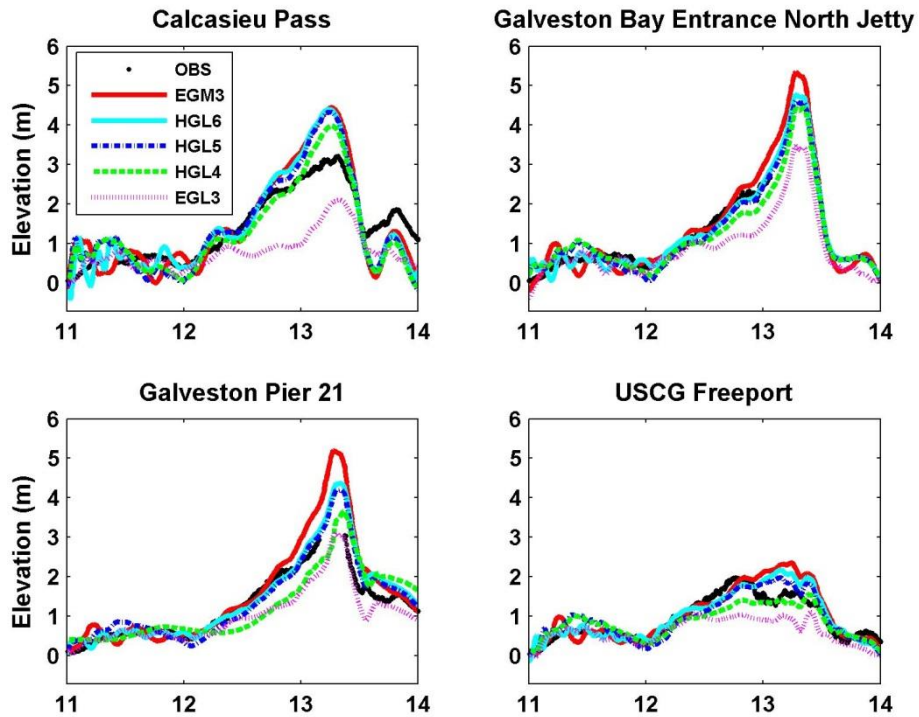 Calcasieu Pass
Galveston Bay Entrance North Jetty
Elevation (m)
6
5
4
3
2
1
0
OBS
EGM3
HGL6
HGL5
HGL4
EGL3
11 12 13 14
6
5
4
3
2
1
0
11 12 13 14
Galveston Pier 21
USCG Freeport
Elevation (m)
6
5
4
3
2
1
0
11 12 13 14
6
5
4
3
2
1
0
11 12 13 14